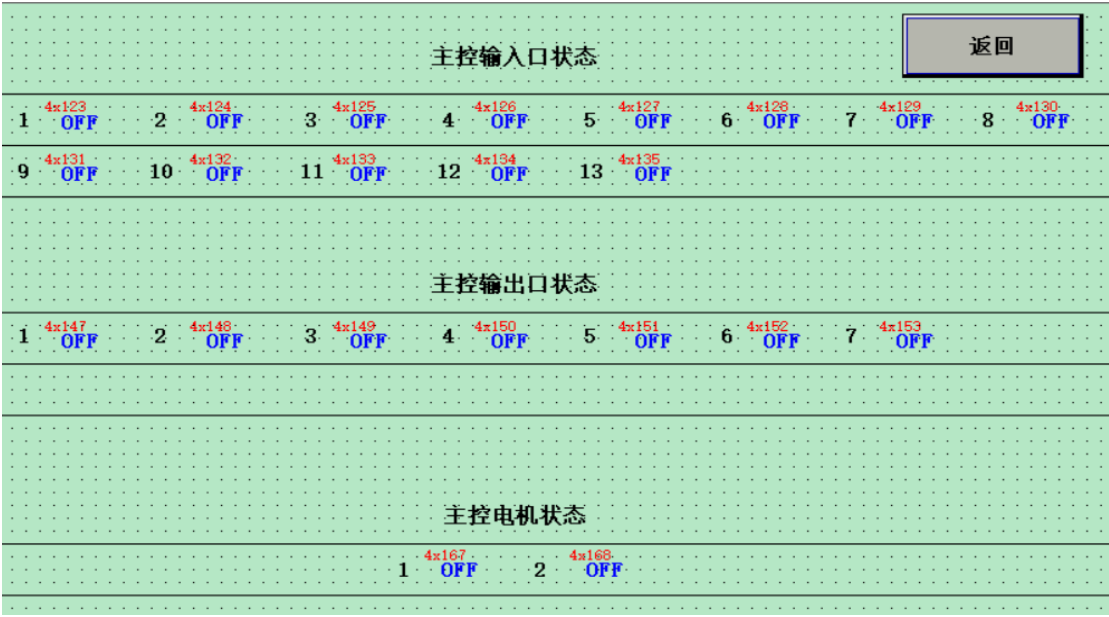 主控输入口状态
返回
4x123 4x124 4x125 4x126 4x127 4x128 4x129 4x130
1 OFF 2 OFF 3 OFF 4 OFF 5 OFF 6 OFF 7 OFF 8 OFF
4x131 4x132 4x133 4x134 4x135
9 OFF 10 OFF 11 OFF 12 OFF 13 OFF
主控输出口状态
4x147 4x148 4x149 4x150 4x151 4x152 4x153
1 OFF 2 OFF 3 OFF 4 OFF 5 OFF 6 OFF 7 OFF
主控电机状态
4x167 4x168
1 OFF 2 OFF